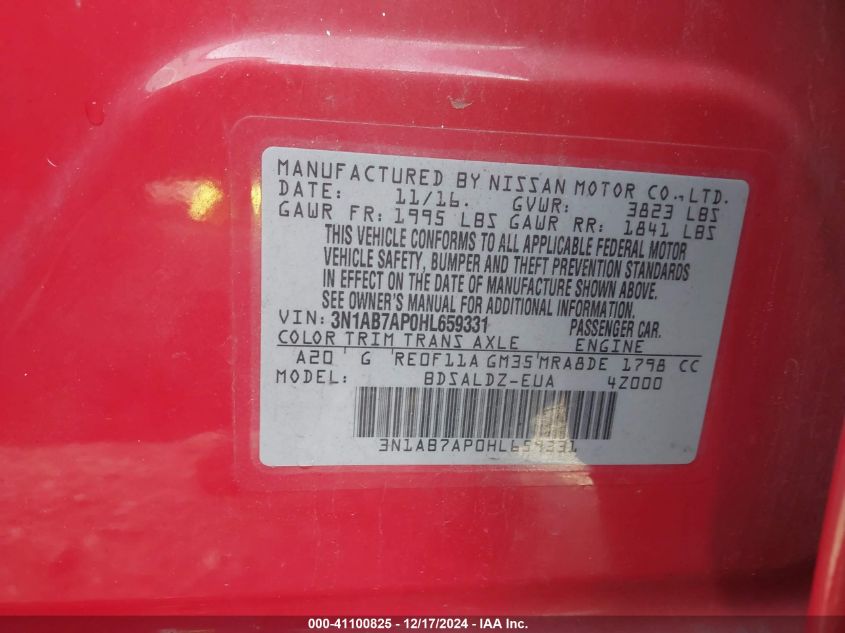 MANUFACTURED BY NISSAN MOTOR CO., LTD.
DATE: 11/16. GVWR: 3823 LBS
GAWR FR: 1995 LBS GAWR RR: 1841 LBS
THIS VEHICLE CONFORMS TO ALL APPLICABLE FEDERAL MOTOR
VEHICLE SAFETY, BUMPER AND THEFT PREVENTION STANDARDS
IN EFFECT ON THE DATE OF MANUFACTURE SHOWN ABOVE.
SEE OWNER'S MANUAL FOR ADDITIONAL INFORMATION.
VIN: 3N1AB7AP0HL659331 PASSENGER CAR.
COLOR TRIM TRANS AXLE ENGINE
A20 G RE0F11A GM35 MRA8DE 1798 CC
MODEL: BDSALDZ-EUA 4Z000
3N1AB7AP0HL659331
000-41100825 - 12/17/2024 - IAA Inc.